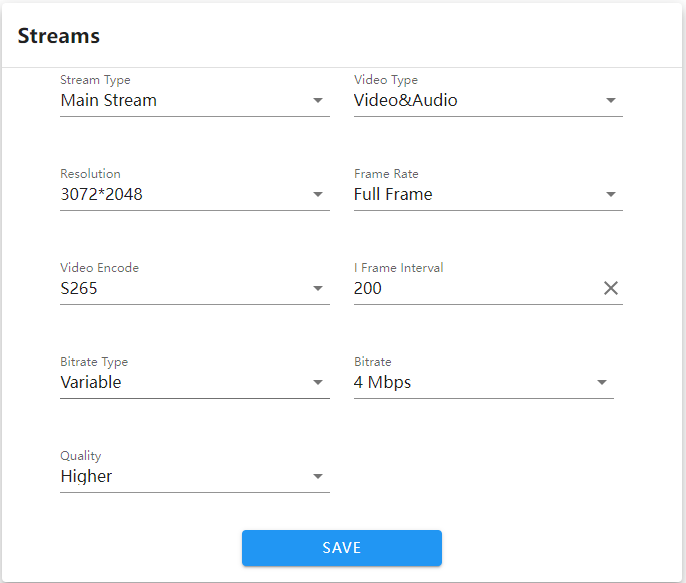 Streams
Stream Type
Main Stream
Video Type
Video&Audio
Resolution
3072*2048
Frame Rate
Full Frame
Video Encode
S265
I Frame Interval
200
Bitrate Type
Variable
Bitrate
4 Mbps
Quality
Higher
SAVE